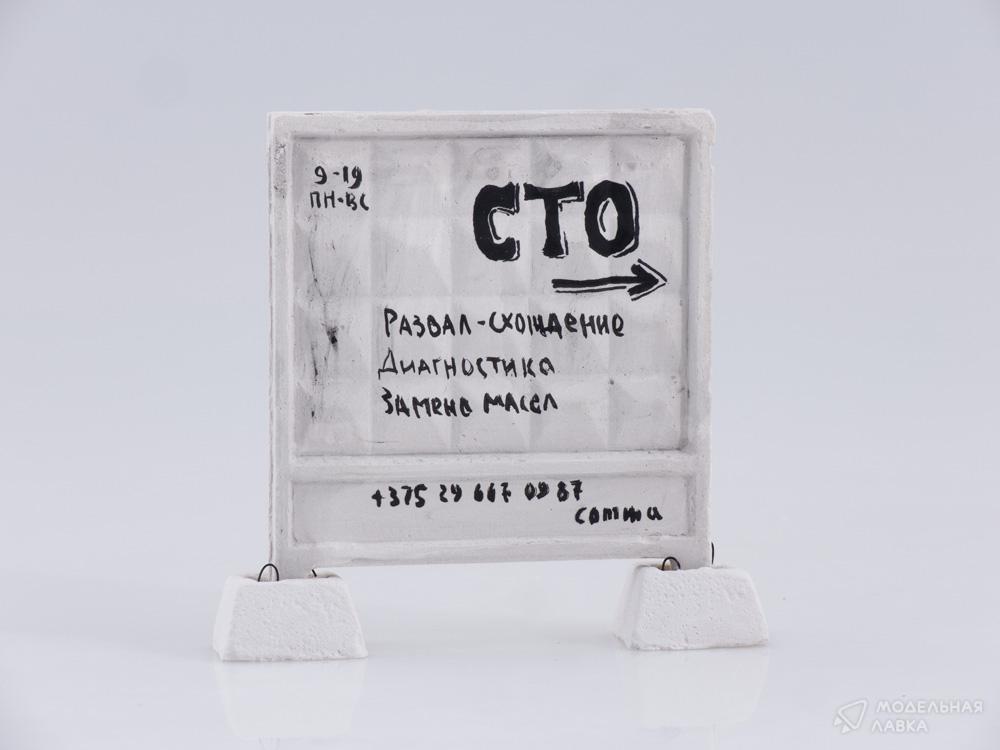 9-19
ПН-ВС
СТО
РАЗВАЛ-СХОЖДЕНИЕ
ДИАГНОСТИКА
ЗАМЕНА МАСЕЛ
+375 29 667 09 87
МОДЕЛЬНАЯ
ЛАВКА